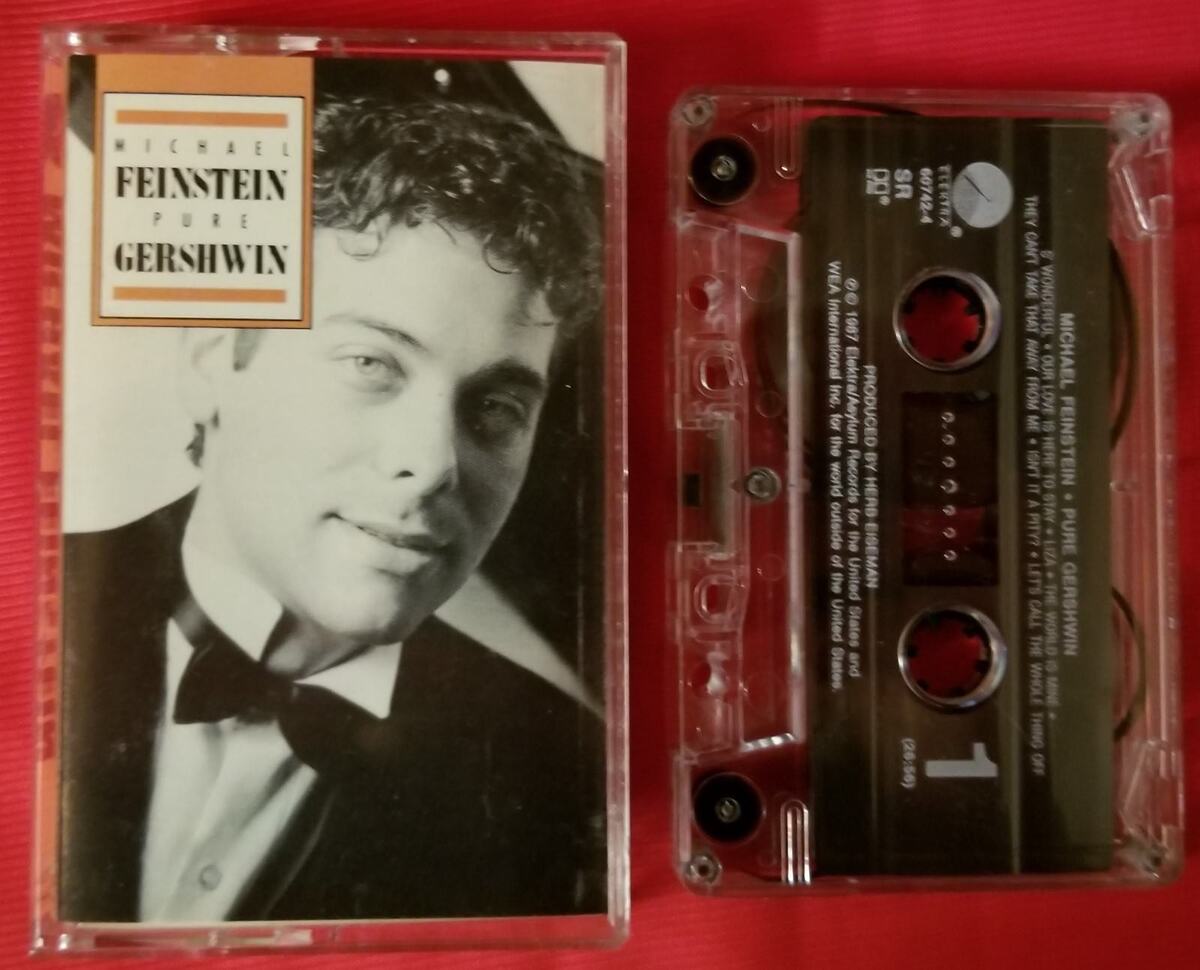 MICHAEL
FEINSTEIN
PURE
GERSHWIN
MICHAEL FEINSTEIN • PURE GERSHWIN
S' WONDERFUL • OUR LOVE IS HERE TO STAY • LIZA • THE WORLD IS MINE •
THEY CAN'T TAKE THAT AWAY FROM ME • ISN'T IT A PITY? • LET'S CALL THE WHOLE THING OFF
ELEKTRA®
60742-4
SR
1
PRODUCED BY HERB EISEMAN
℗© 1987 Elektra/Asylum Records for the United States and
WEA International Inc. for the world outside of the United States.